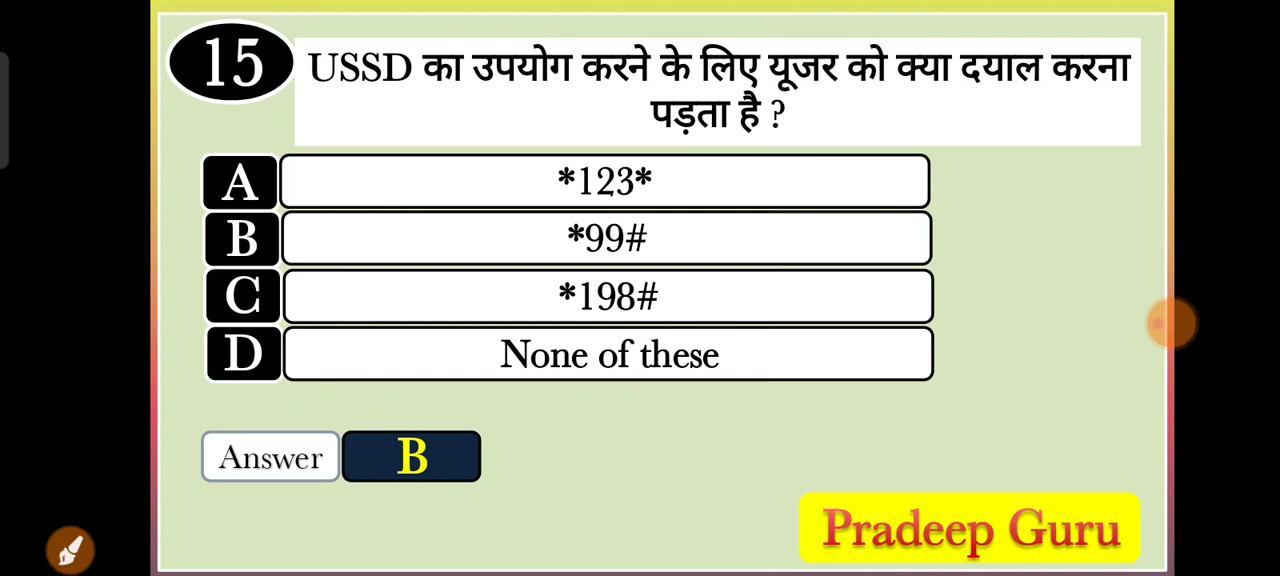 15
USSD का उपयोग करने के लिए यूजर को क्या दयाल करना
पड़ता है ?
A *123*
B *99#
C *198#
D None of these
Answer B
Pradeep Guru